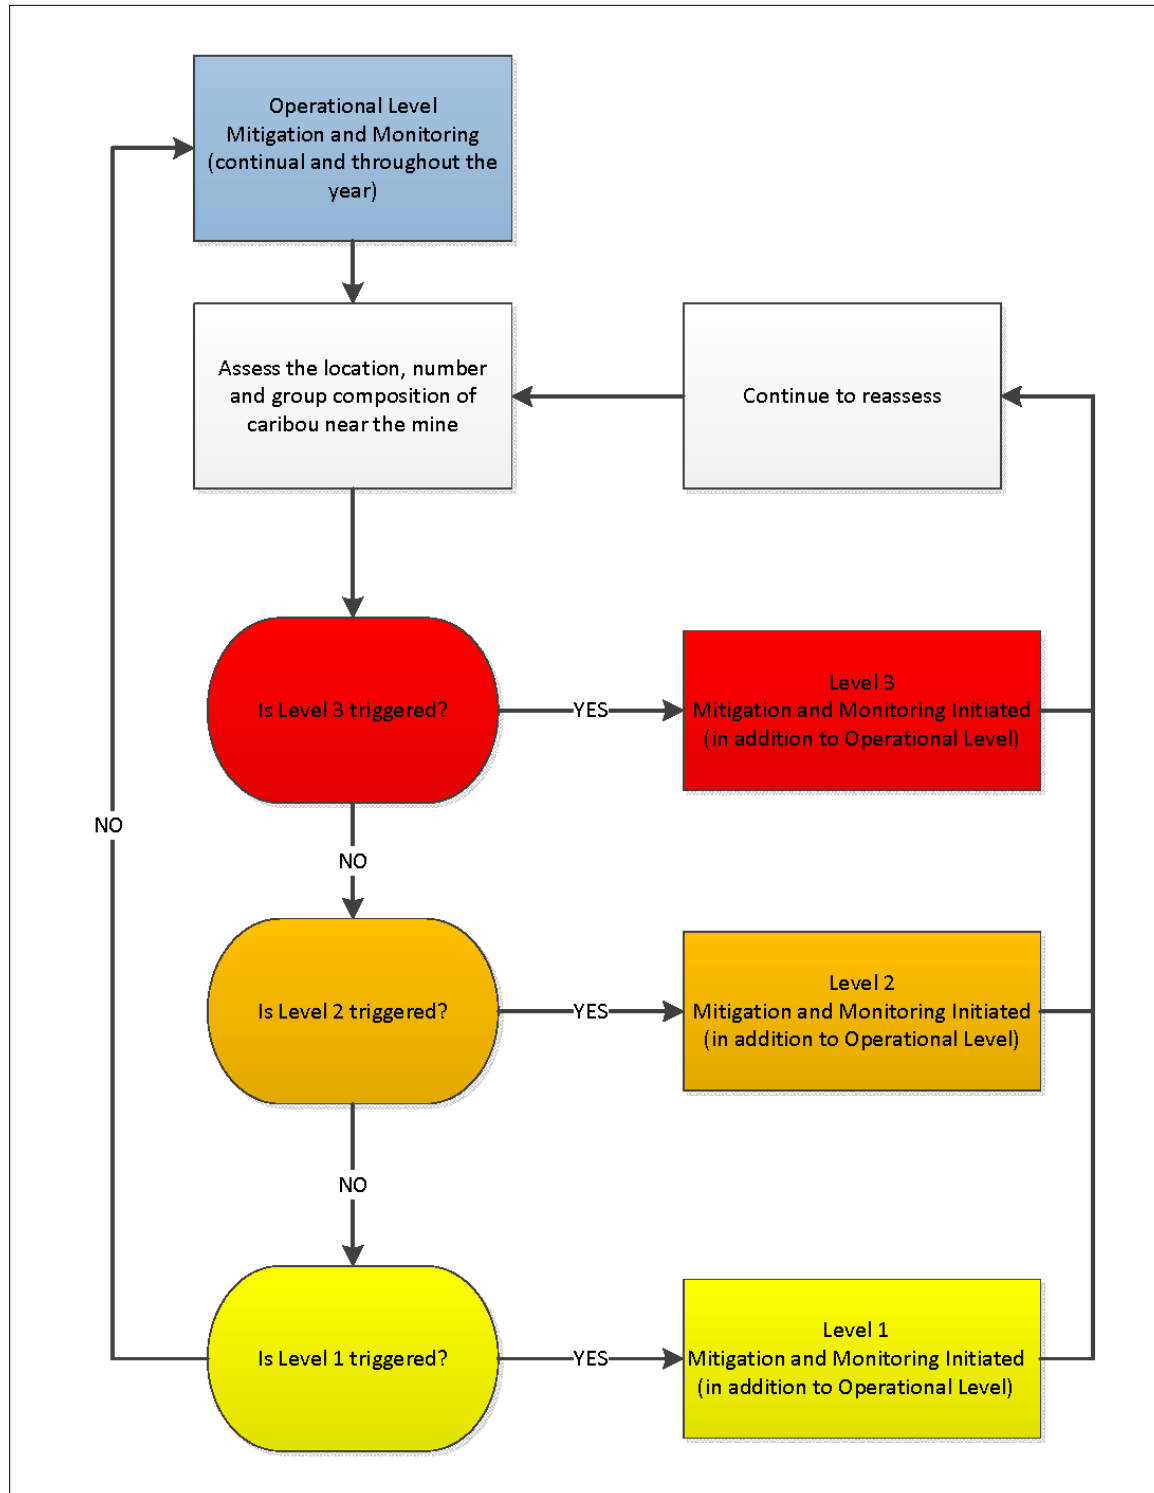 Operational Level
Mitigation and Monitoring
(continual and throughout the
year)
Assess the location, number
and group composition of
caribou near the mine
Continue to reassess
Is Level 3 triggered?
YES
Level 3
Mitigation and Monitoring Initiated
(in addition to Operational Level)
NO
NO
Is Level 2 triggered?
YES
Level 2
Mitigation and Monitoring Initiated
(in addition to Operational Level)
NO
Is Level 1 triggered?
YES
Level 1
Mitigation and Monitoring Initiated
(in addition to Operational Level)